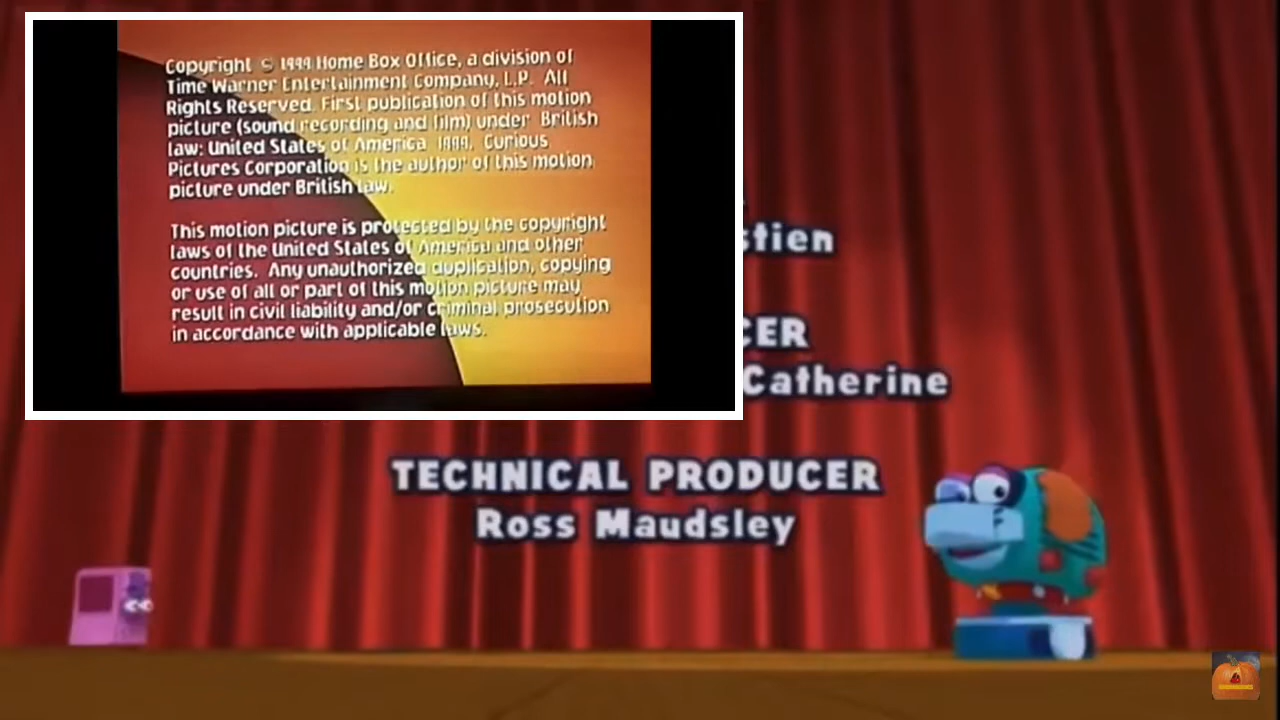 Copyright © 1999 Home Box Office, a division of
Time Warner Entertainment Company, L.P. All
Rights Reserved. First publication of this motion
picture (sound recording and film) under British
law: United States of America 1999. Curious
Pictures Corporation is the author of this motion
picture under British law.
This motion picture is protected by the copyright
laws of the United States of America and other
countries. Any unauthorized duplication, copying
or use of all or part of this motion picture may
result in civil liability and/or criminal prosecution
in accordance with applicable laws.
stien
CER
Catherine
TECHNICAL PRODUCER
Ross Maudsley